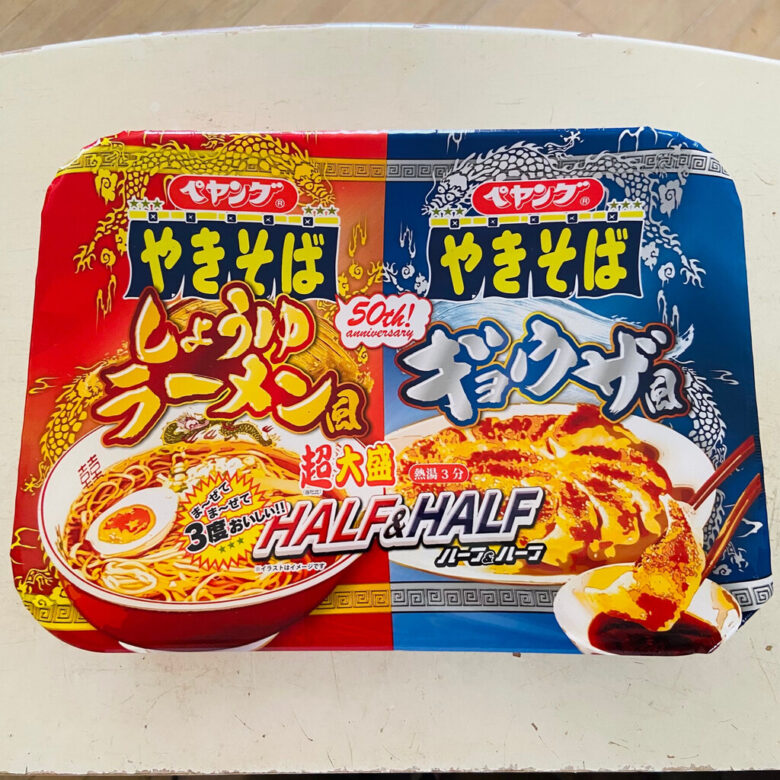 ペヤング®
やきそば
しょうゆ
ラーメン風
ペヤング®
やきそば
ギョウザ風
50th!
anniversary
超大盛
熱湯3分
まーぜて
まーまーぜて
3度おいしい!!
HALF&HALF
ハーフ&ハーフ
※イラストはイメージです
囍